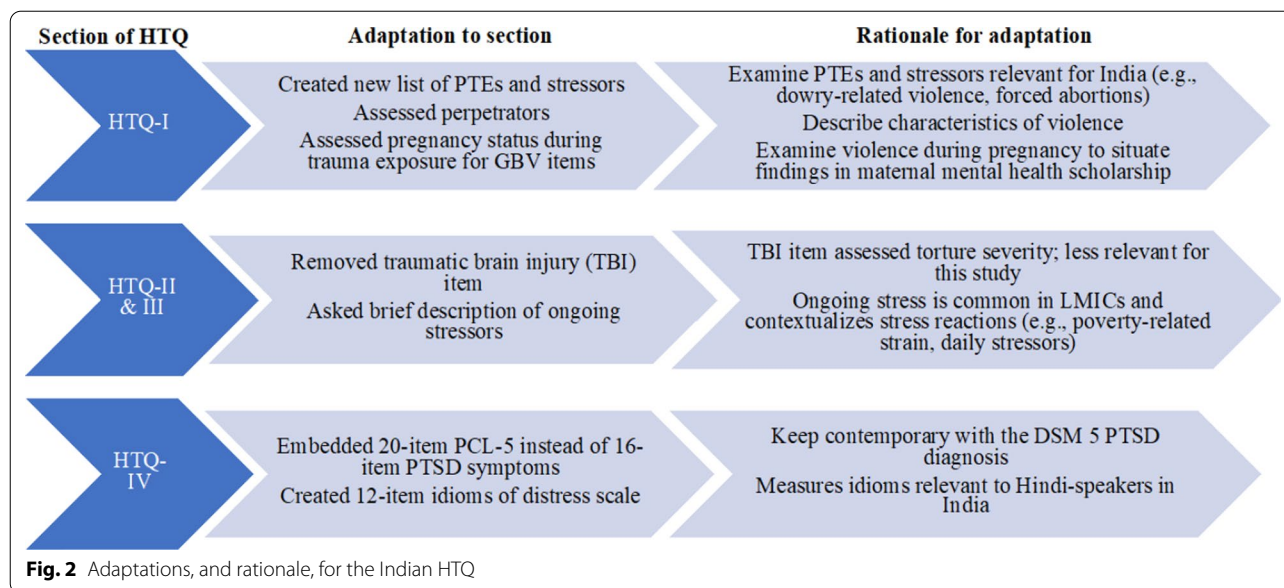 Section of HTQ
Adaptation to section
Rationale for adaptation
HTQ-I
Created new list of PTEs and stressors
Assessed perpetrators
Assessed pregnancy status during
trauma exposure for GBV items
Examine PTEs and stressors relevant for India (e.g.,
dowry-related violence, forced abortions)
Describe characteristics of violence
Examine violence during pregnancy to situate
findings in maternal mental health scholarship
HTQ-II
& III
Removed traumatic brain injury (TBI)
item
Asked brief description of ongoing
stressors
TBI item assessed torture severity; less relevant for
this study
Ongoing stress is common in LMICs and
contextualizes stress reactions (e.g., poverty-related
strain, daily stressors)
HTQ-
IV
Embedded 20-item PCL-5 instead of 16-
item PTSD symptoms
Created 12-item idioms of distress scale
Keep contemporary with the DSM 5 PTSD
diagnosis
Measures idioms relevant to Hindi-speakers in
India
Fig. 2 Adaptations, and rationale, for the Indian HTQ